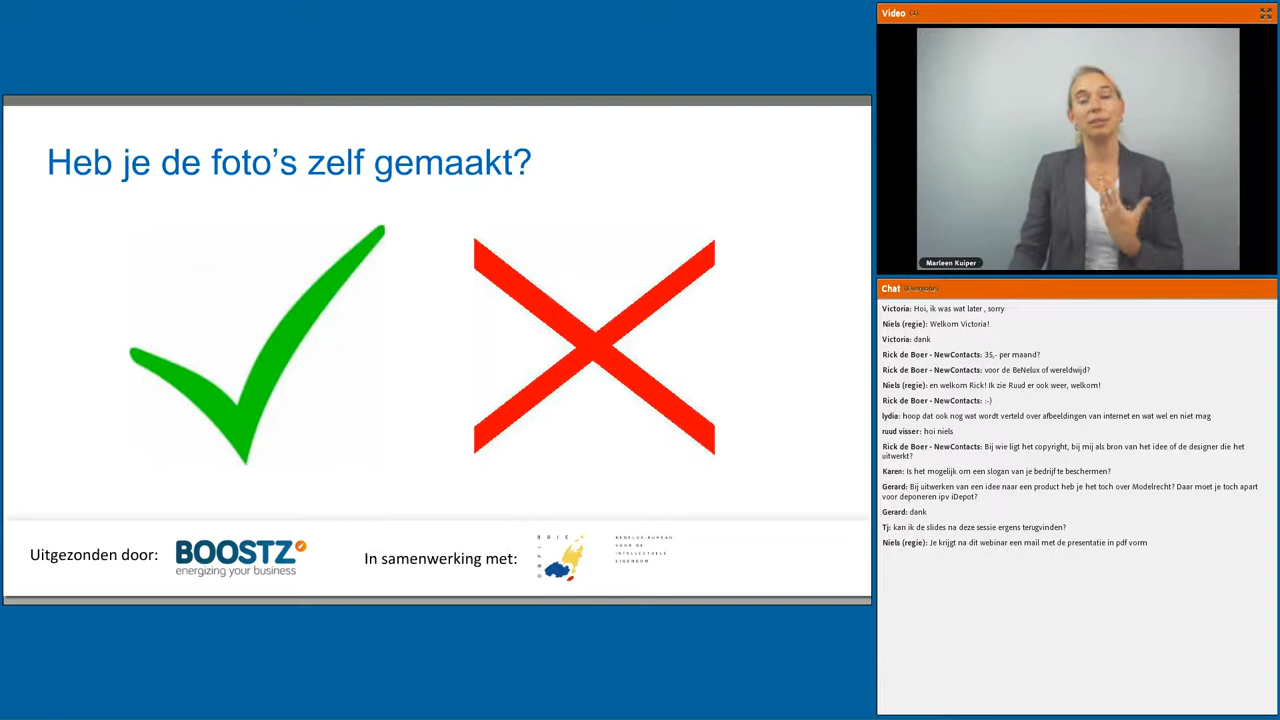 Heb je de foto's zelf gemaakt?
Uitgezonden door:
BOOSTZ
energizing your business
In samenwerking met:
BBIE
OBPI
BENELUX-BUREAU
VOOR DE
INTELLECTUELE
EIGENDOM
Video
Marleen Kuiper
Chat (Everyone)
Victoria: Hoi, ik was wat later , sorry
Niels (regie): Welkom Victoria!
Victoria: dank
Rick de Boer - NewContacts: 35,- per maand?
Rick de Boer - NewContacts: voor de BeNelux of wereldwijd?
Niels (regie): en welkom Rick! Ik zie Ruud er ook weer, welkom!
Rick de Boer - NewContacts: :-)
lydia: hoop dat ook nog wat wordt verteld over afbeeldingen van internet en wat wel en niet mag
ruud visser: hoi niels
Rick de Boer - NewContacts: Bij wie ligt het copyright, bij mij als bron van het idee of de designer die het
uitwerkt?
Karen: Is het mogelijk om een slogan van je bedrijf te beschermen?
Gerard: Bij uitwerken van een idee naar een product heb je het toch over Modelrecht? Daar moet je toch apart
voor deponeren ipv iDepot?
Gerard: dank
Tj: kan ik de slides na deze sessie ergens terugvinden?
Niels (regie): Je krijgt na dit webinar een mail met de presentatie in pdf vorm